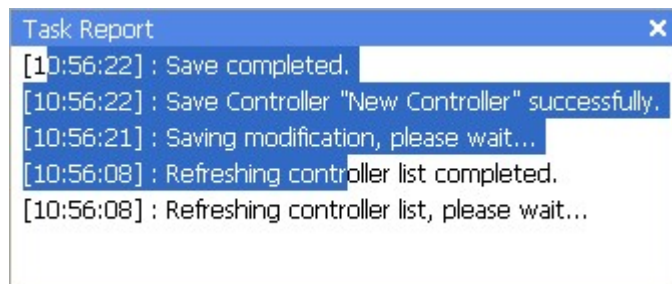 Task Report
[10:56:22] : Save completed.
[10:56:22] : Save Controller "New Controller" successfully.
[10:56:21] : Saving modification, please wait...
[10:56:08] : Refreshing controller list completed.
[10:56:08] : Refreshing controller list, please wait...